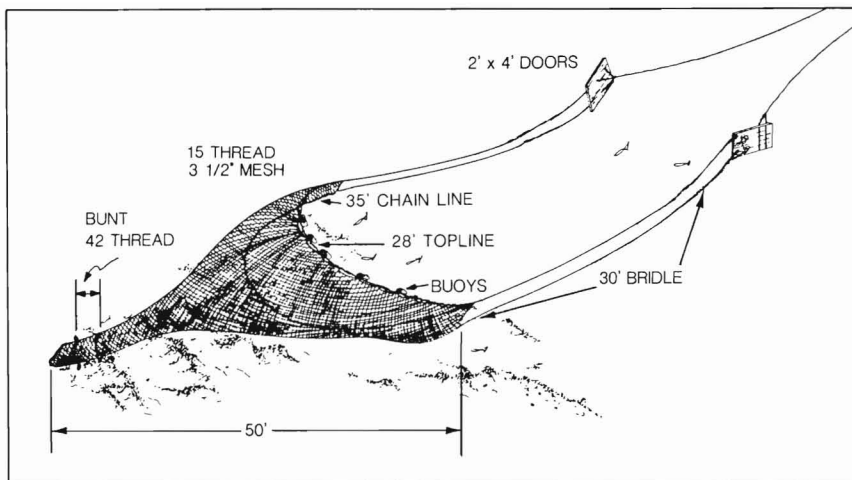 2' x 4' DOORS
15 THREAD
3 1/2" MESH
35' CHAIN LINE
BUNT
42 THREAD
28' TOPLINE
BUOYS
30' BRIDLE
50'